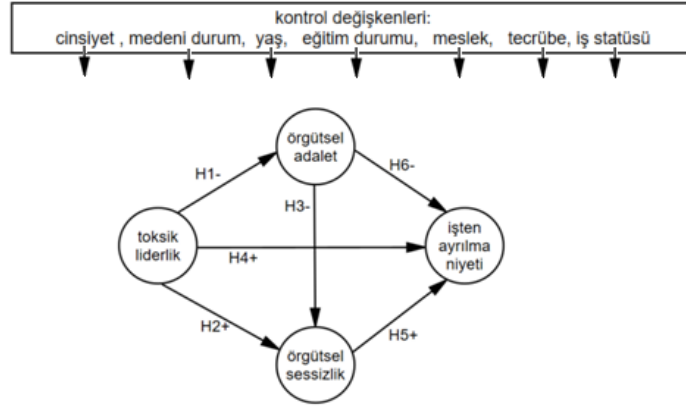 kontrol değişkenleri:
cinsiyet , medeni durum, yaş, eğitim durumu, meslek, tecrübe, iş statüsü
örgütsel
adalet
H1-
H6-
H3-
toksik
liderlik
işten
ayrılma
niyeti
H4+
H2+
H5+
örgütsel
sessizlik